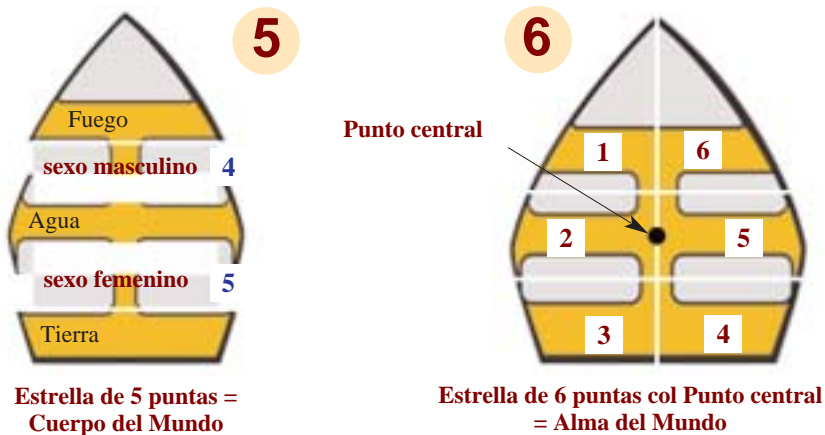 5
Fuego
sexo masculino 4
Agua
sexo femenino 5
Tierra
Estrella de 5 puntas =
Cuerpo del Mundo
6
Punto central
1 6
2 5
3 4
Estrella de 6 puntas col Punto central
= Alma del Mundo